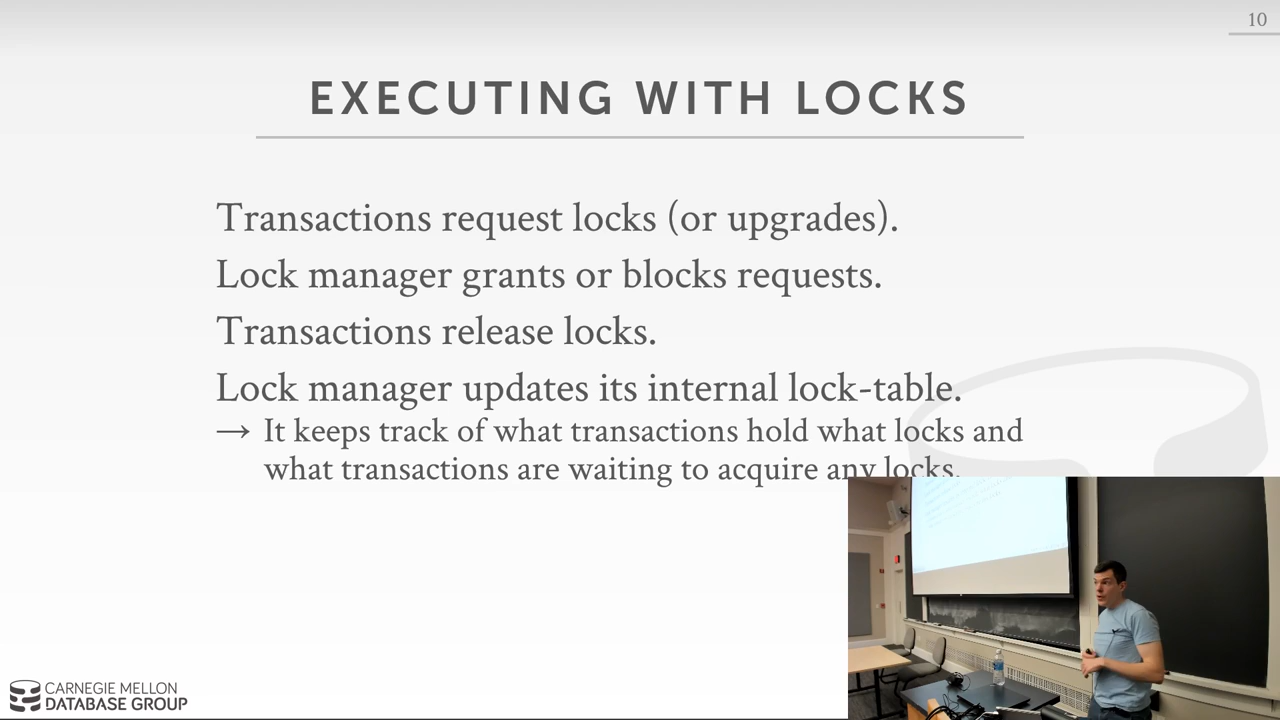 10
EXECUTING WITH LOCKS
Transactions request locks (or upgrades).
Lock manager grants or blocks requests.
Transactions release locks.
Lock manager updates its internal lock-table.
→ It keeps track of what transactions hold what locks and
what transactions are waiting to acquire any locks.
CARNEGIE MELLON
DATABASE GROUP